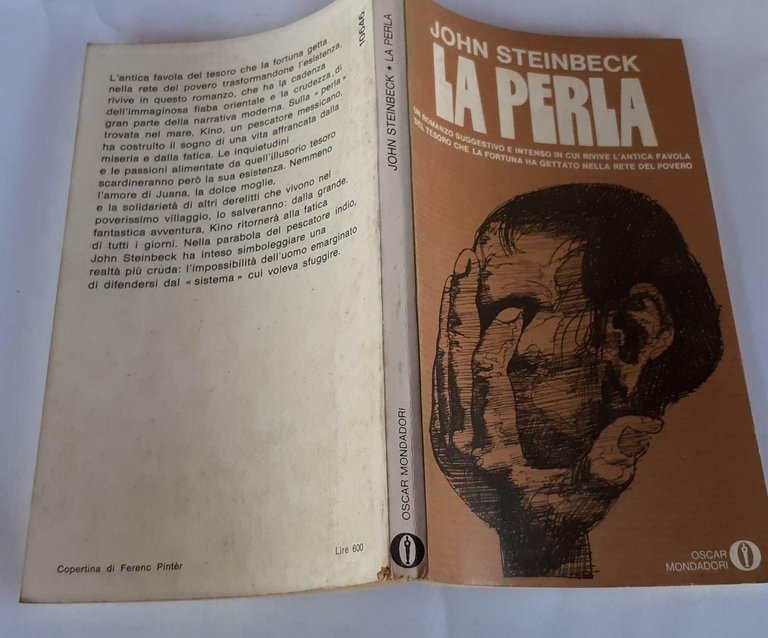 L'antica favola del tesoro che la fortuna getta
nella rete del povero trasformandone l'esistenza,
rivive in questo romanzo, che ha la cadenza
dell'immaginosa fiaba orientale e la crudezza di
gran parte della narrativa moderna. Sulla « perla »
trovata nel mare, Kino, un pescatore messicano,
ha costruito il sogno di una vita affrancata dalla
miseria e dalla fatica. Le inquietudini
e le passioni alimentate da quell'illusorio tesoro
scardineranno però la sua esistenza. Nemmeno
l'amore di Juana, la dolce moglie,
e la solidarietà di altri derelitti che vivono nel
poverissimo villaggio, lo salveranno: dalla grande,
fantastica avventura, Kino ritornerà alla fatica
di tutti i giorni. Nella parabola del pescatore indio,
John Steinbeck ha inteso simboleggiare una
realtà più cruda: l'impossibilità dell'uomo emarginato
di difendersi dal « sistema » cui voleva sfuggire.
Lire 600
Copertina di Ferenc Pintèr
10546
JOHN STEINBECK ★ LA PERLA
OSCAR MONDADORI
JOHN STEINBECK
LA PERLA
UN ROMANZO SUGGESTIVO E INTENSO IN CUI RIVIVE L'ANTICA FAVOLA
DEL TESORO CHE LA FORTUNA HA GETTATO NELLA RETE DEL POVERO
OSCAR
MONDADORI